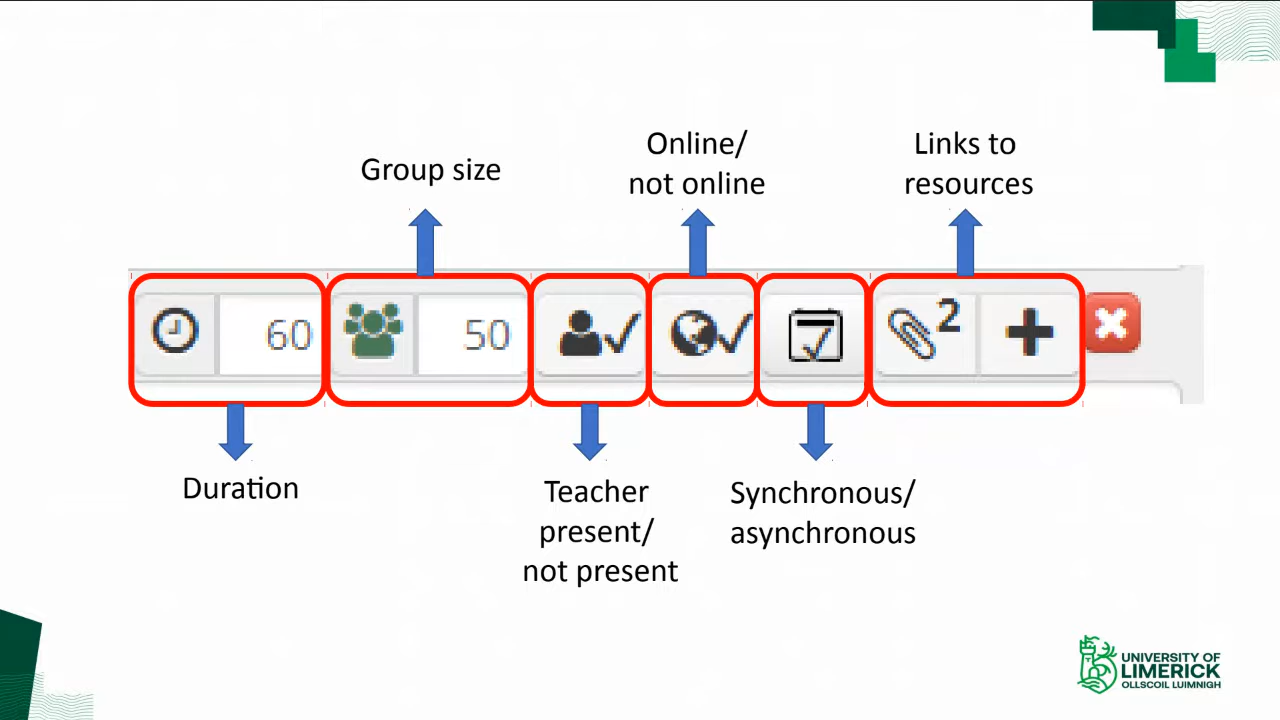 Online/
not online
Links to
resources
Group size
60
50
2
Duration
Teacher
present/
not present
Synchronous/
asynchronous
UNIVERSITY OF
LIMERICK
OLLSCOIL LUIMNIGH